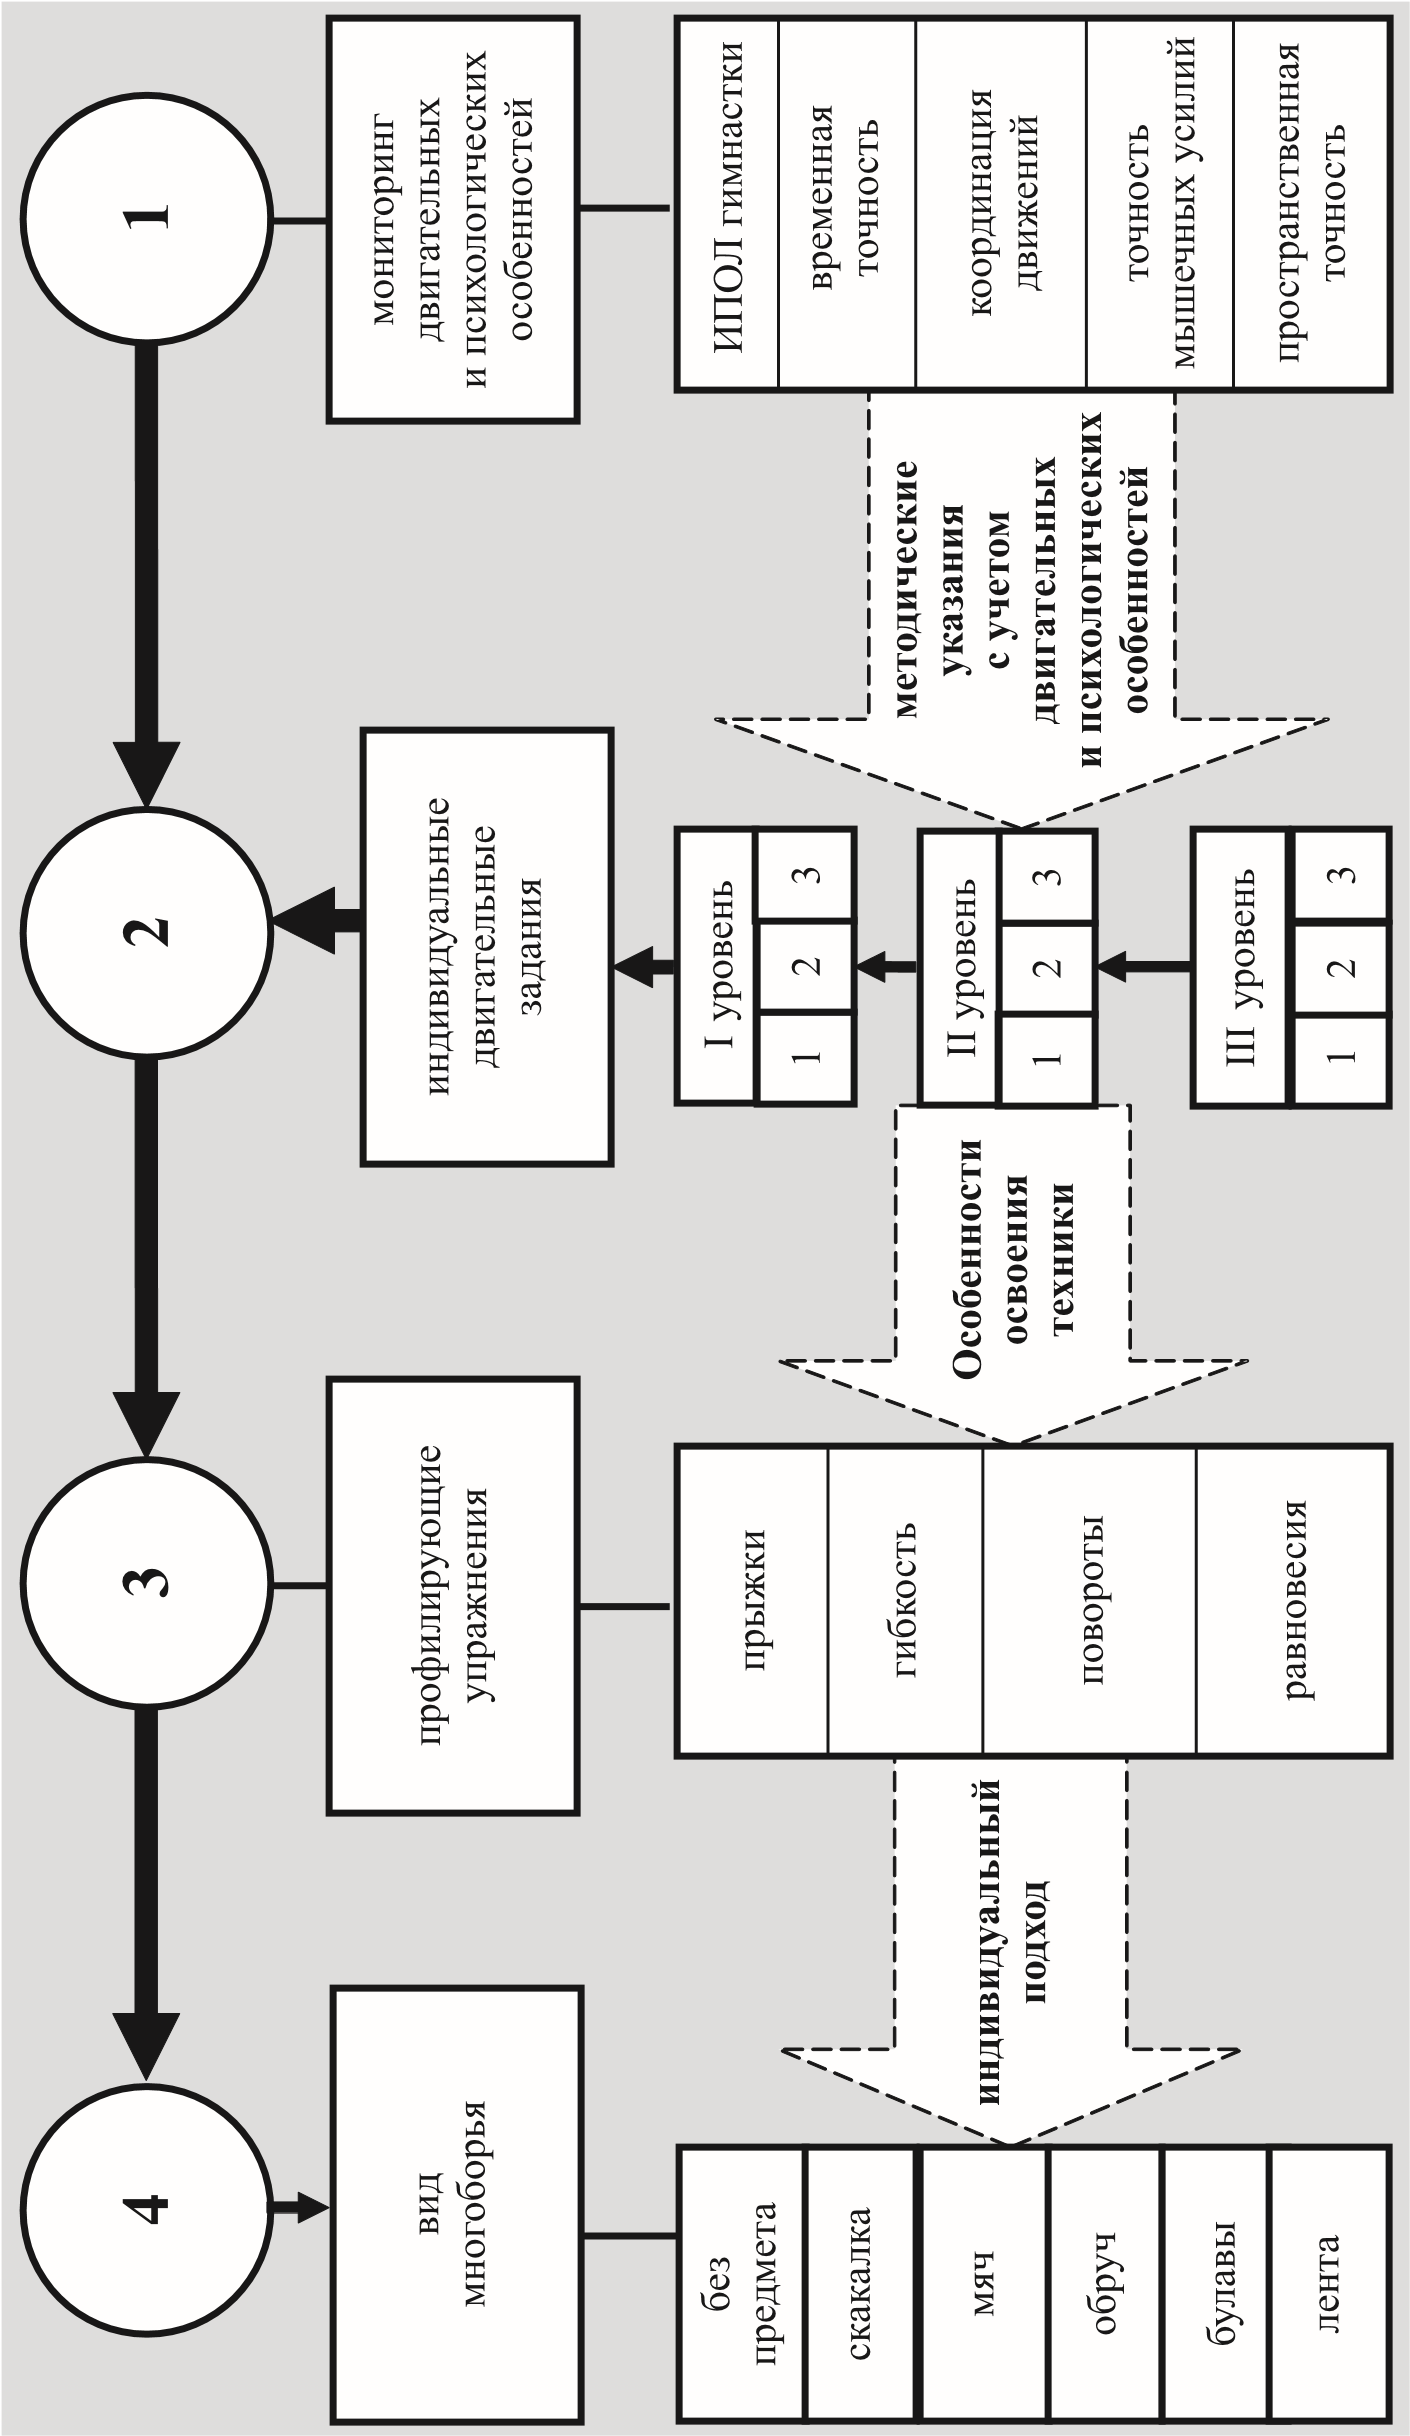 1
мониторинг
двигательных
и психологических
особенностей
ИПОЛ гимнастки
временная
точность
координация
движений
точность
мышечных усилий
пространственная
точность
методические
указания
с учетом
двигательных
и психологических
особенностей
2
индивидуальные
двигательные
задания
I уровень
1 2 3
II уровень
1 2 3
III уровень
1 2 3
Особенности
освоения
техники
3
профилирующие
упражнения
прыжки
гибкость
повороты
равновесия
индивидуальный
подход
4
вид
многоборья
без
предмета
скакалка
мяч
обруч
булавы
лента